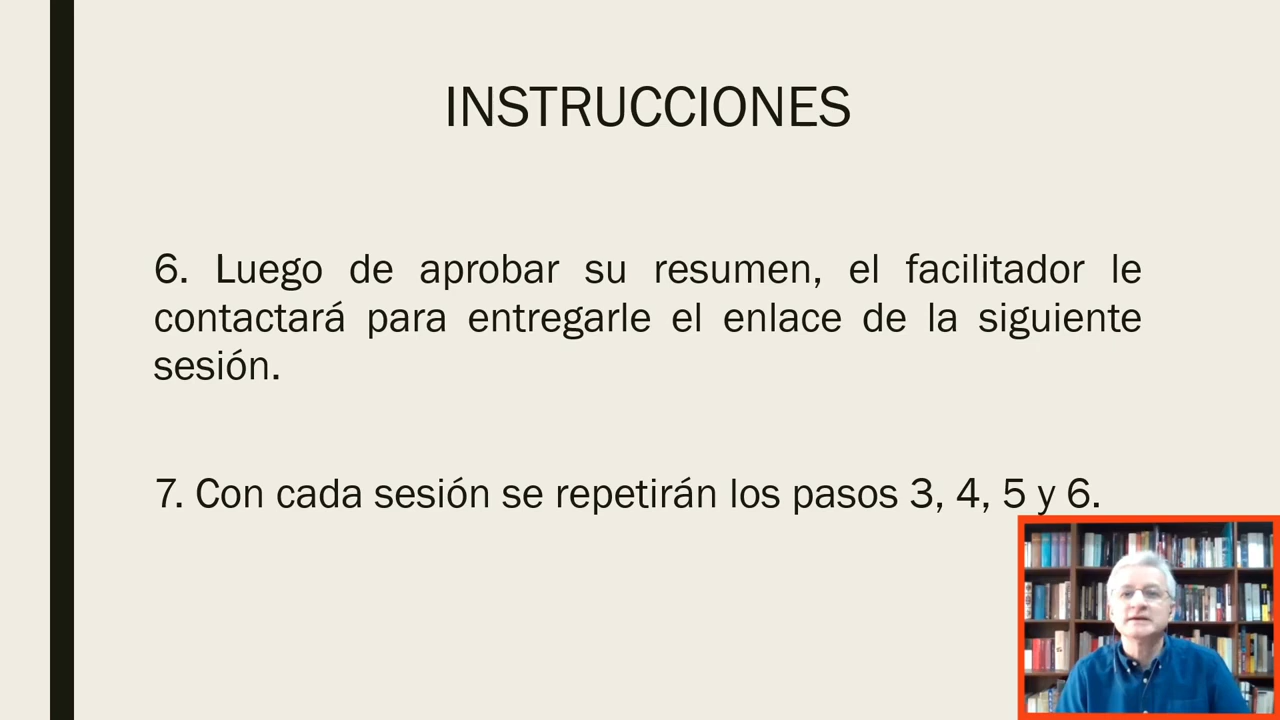 INSTRUCCIONES
6. Luego de aprobar su resumen, el facilitador le
contactará para entregarle el enlace de la siguiente
sesión.
7. Con cada sesión se repetirán los pasos 3, 4, 5 y 6.